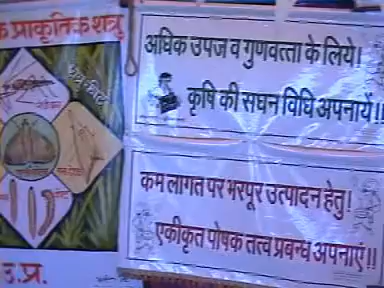 क प्राकृतिक शत्रु
अधिक उपज व गुणवत्ता के लिये।
कृषि की सघन विधि अपनायें!!
कम लागत पर भरपूर उत्पादन हेतु!
एकीकृत पोषक तत्व प्रबन्ध अपनाएं!!
उ.प्र.